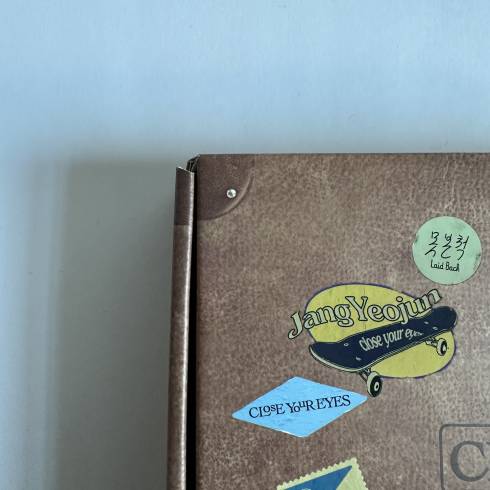 못본척
Laid Back
JangYeojun
close your eyes
CLOSE YOUR EYES